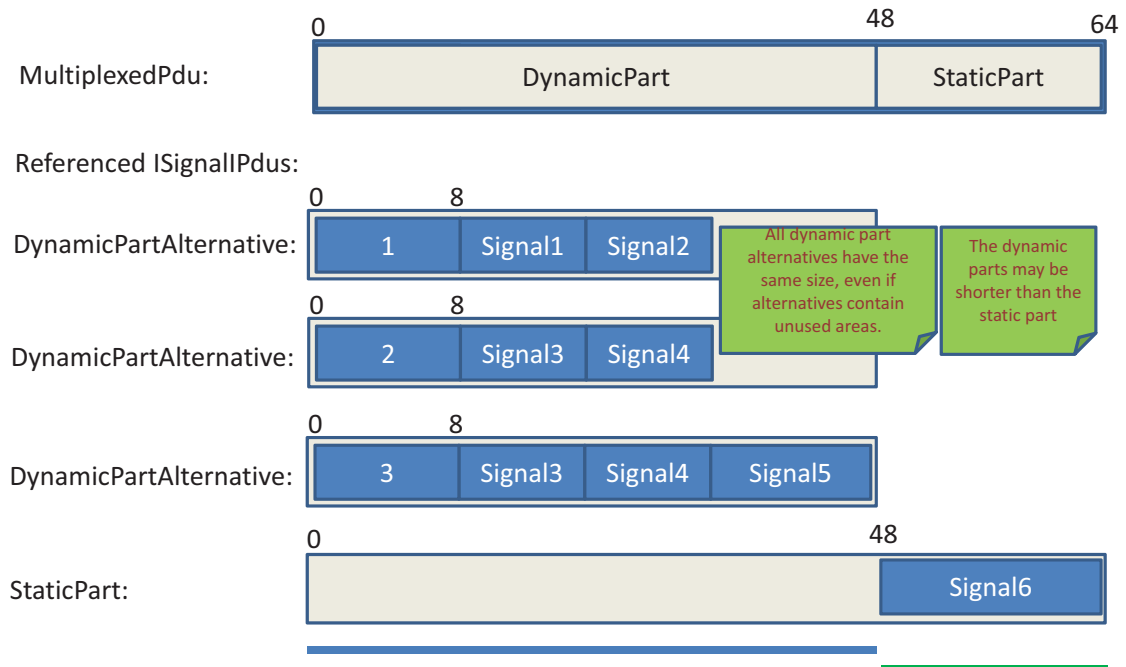 0 48 64
MultiplexedPdu: DynamicPart StaticPart
Referenced ISignalIPdus:
0 8
DynamicPartAlternative: 1 Signal1 Signal2
All dynamic part
alternatives have the
same size, even if
alternatives contain
unused areas.
The dynamic
parts may be
shorter than the
static part
0 8
DynamicPartAlternative: 2 Signal3 Signal4
0 8
DynamicPartAlternative: 3 Signal3 Signal4 Signal5
0 48
StaticPart: Signal6